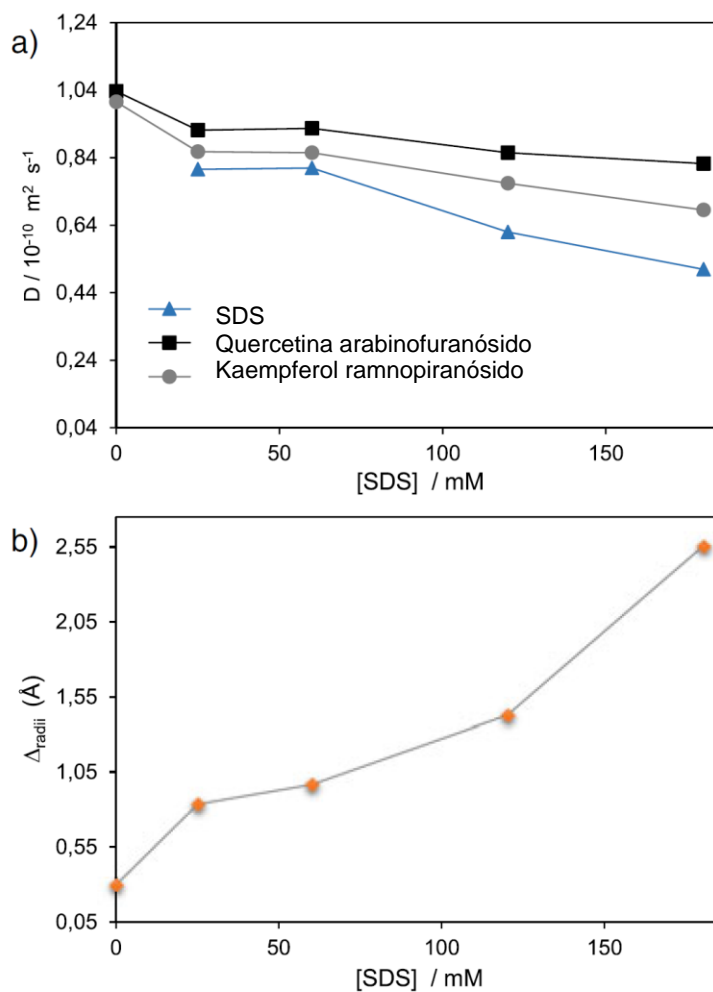 a)
1,24
1,04
0,84
0,64
0,44
0,24
0,04
D / 10⁻¹⁰ m² s⁻¹
SDS
Quercetina arabinofuranósido
Kaempferol ramnopiranósido
0
50
100
150
[SDS] / mM
b)
2,55
2,05
1,55
1,05
0,55
0,05
Δradii (Å)
0
50
100
150
[SDS] / mM